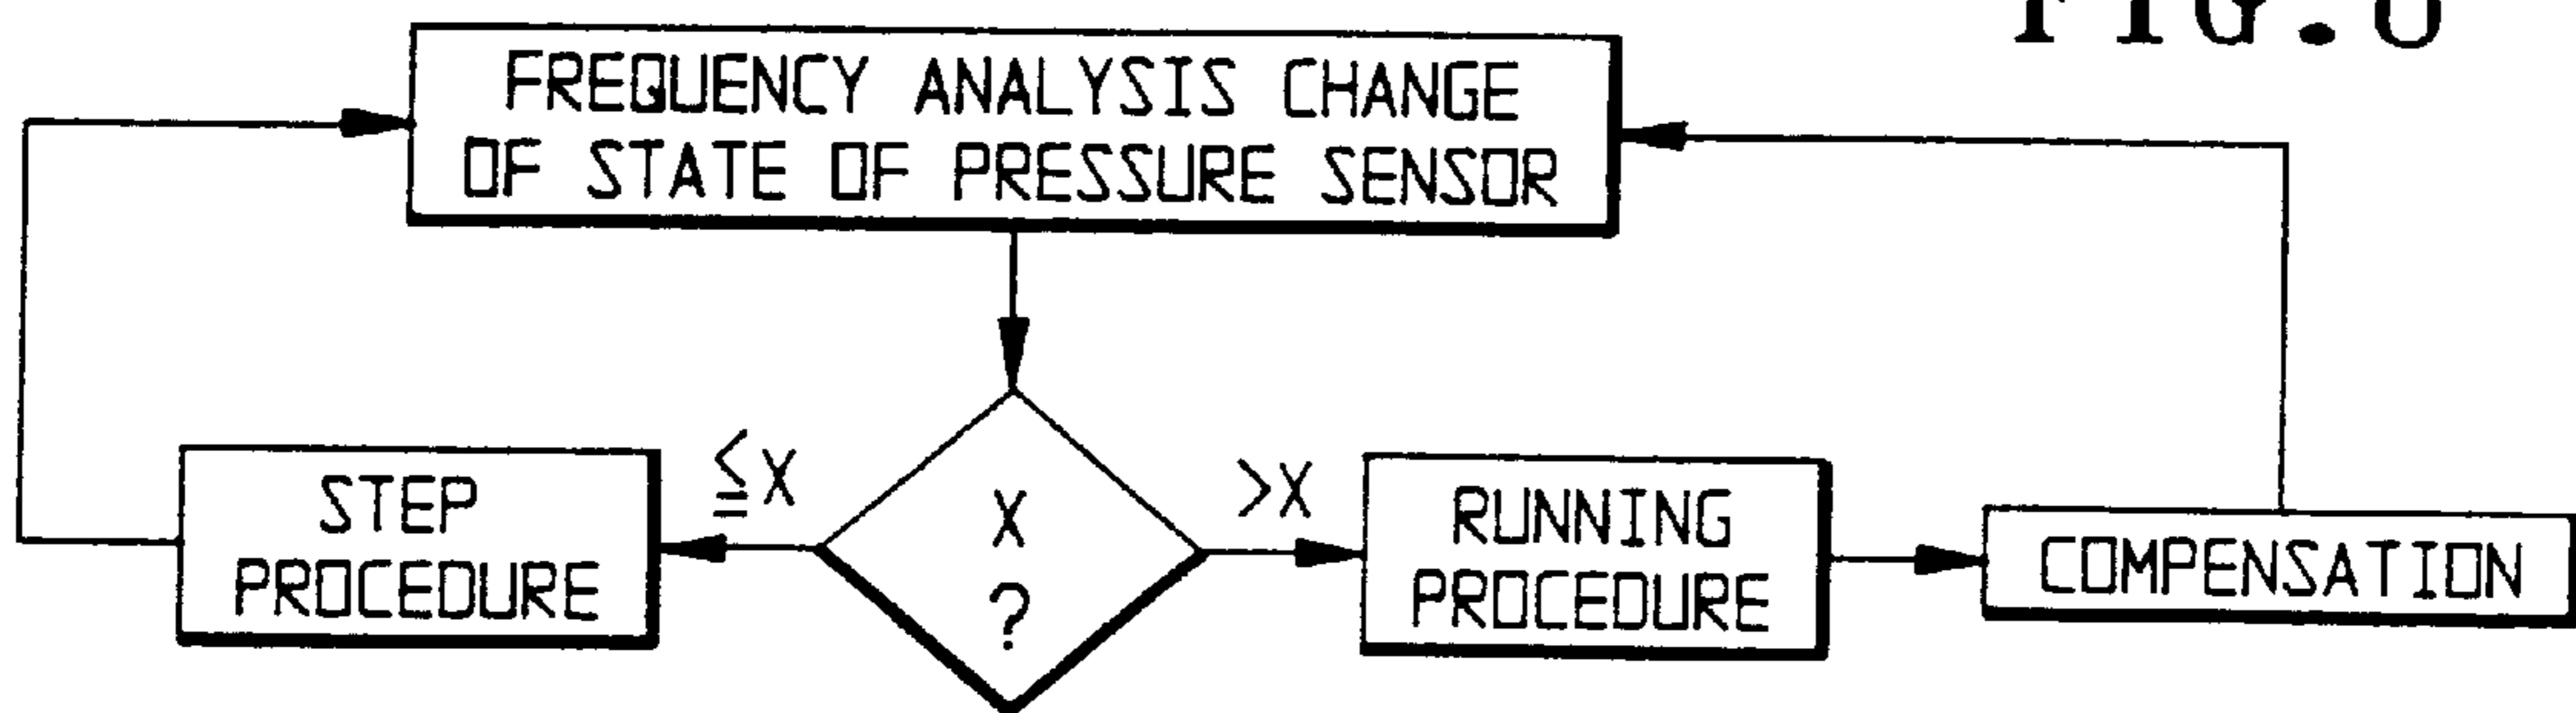 FREQUENCY ANALYSIS CHANGE
OF STATE OF PRESSURE SENSOR
≦X
X
?
>X
STEP
PROCEDURE
RUNNING
PROCEDURE
COMPENSATION